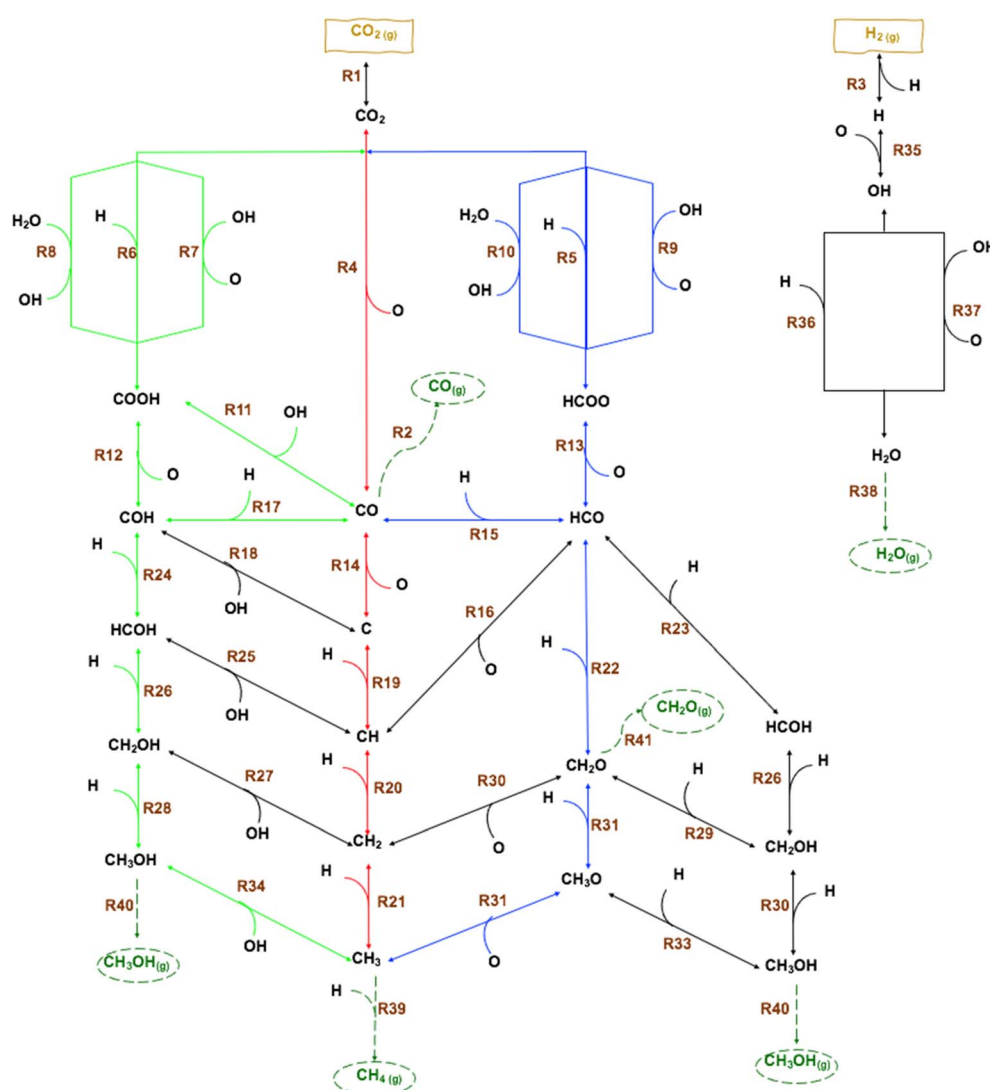 CO2 (g)
H2 (g)
R1
R3
H
CO2
H
O
R35
OH
H2O
H
OH
R8
R6
R7
OH
O
R4
O
H2O
H
OH
R10
R5
R9
OH
O
H
OH
R36
R37
O
COOH
R11
OH
CO(g)
R2
HCOO
R12
O
R13
O
H2O
H
R17
H
R15
R38
COH
CO
HCO
H2O(g)
H
R24
R18
OH
R14
O
R16
O
H
R23
HCOH
C
H
R26
R25
OH
H
R19
H
R22
CH2O(g)
R41
HCOH
CH2OH
CH
CH2O
H
R28
R27
OH
H
R20
R30
O
H
R31
H
R29
R26
H
CH3OH
CH2
CH3O
CH2OH
R40
R34
OH
H
R21
R31
O
H
R33
R30
H
CH3OH(g)
CH3
CH3OH
H
R39
R40
CH4 (g)
CH3OH(g)